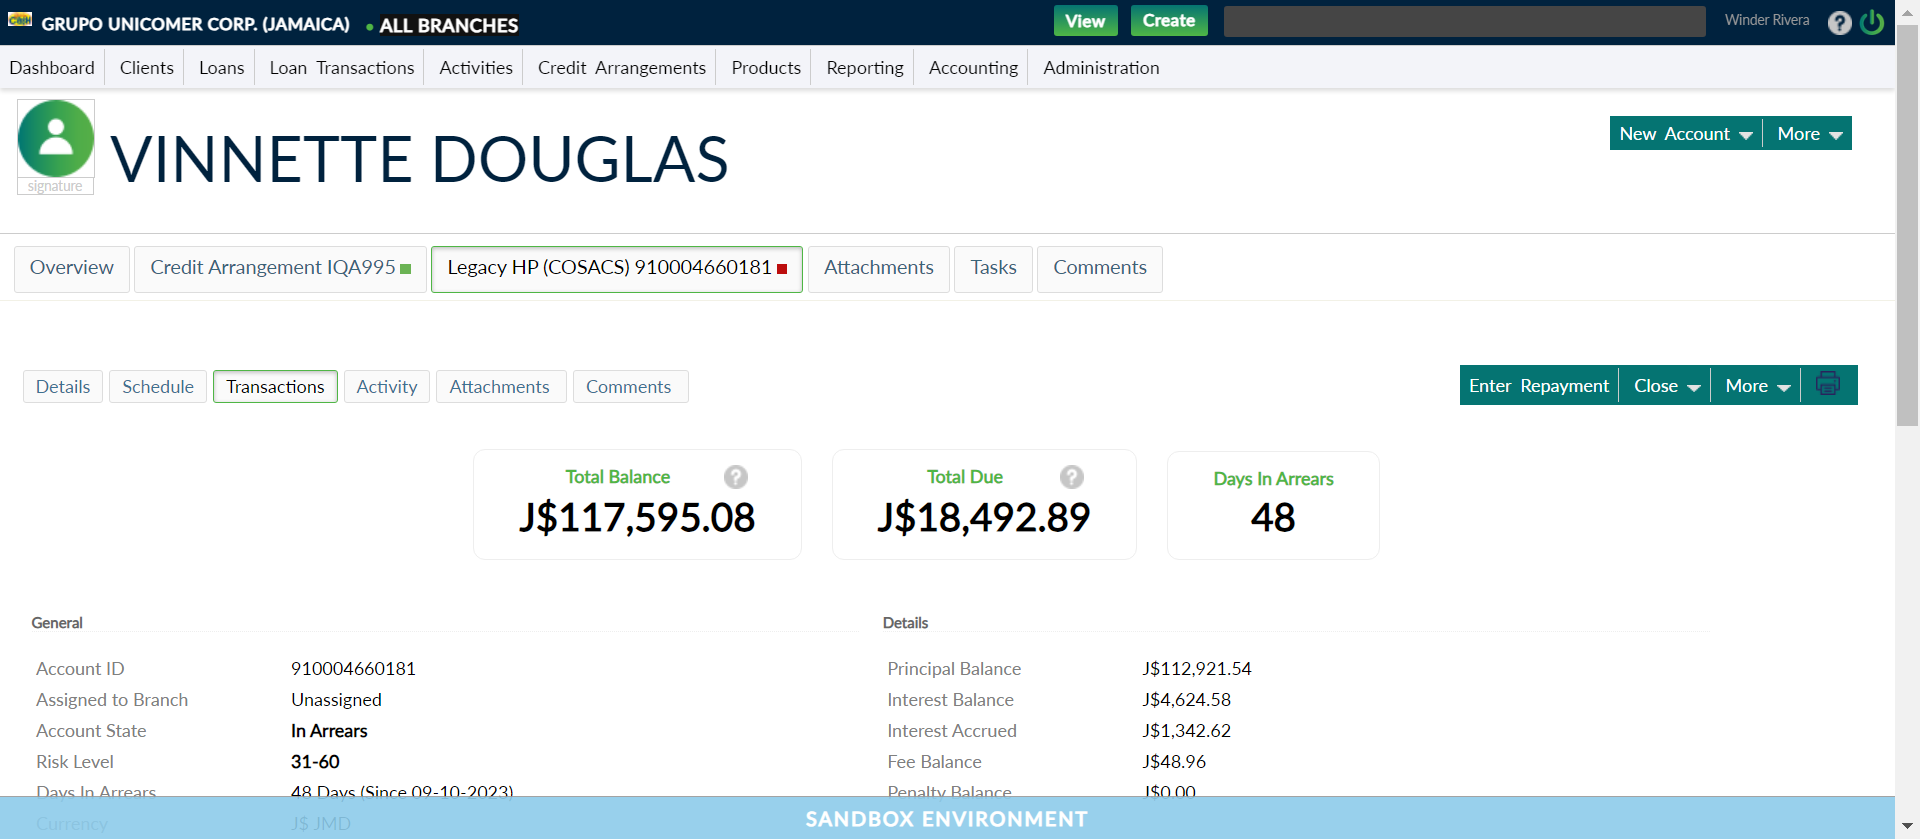 GRUPO UNICOMER CORP. (JAMAICA) • ALL BRANCHES View Create Winder Rivera ?
Dashboard Clients Loans Loan Transactions Activities Credit Arrangements Products Reporting Accounting Administration
VINNETTE DOUGLAS
signature
New Account More
Overview Credit Arrangement IQA995 Legacy HP (COSACS) 910004660181 Attachments Tasks Comments
Details Schedule Transactions Activity Attachments Comments
Enter Repayment Close More
Total Balance ?
J$117,595.08
Total Due ?
J$18,492.89
Days In Arrears
48
General
Account ID 910004660181
Assigned to Branch Unassigned
Account State In Arrears
Risk Level 31-60
Days In Arrears 48 Days (Since 09-10-2023)
Currency J$ JMD
Details
Principal Balance J$112,921.54
Interest Balance J$4,624.58
Interest Accrued J$1,342.62
Fee Balance J$48.96
Penalty Balance J$0.00
SANDBOX ENVIRONMENT